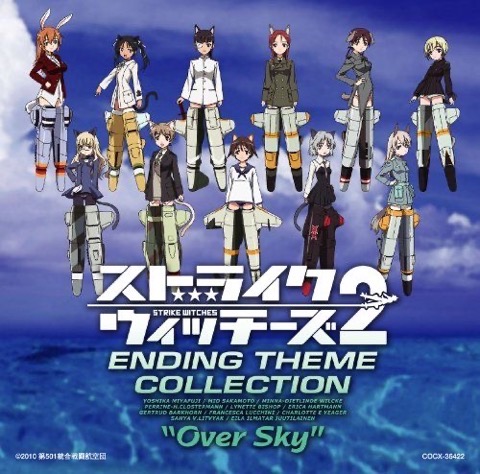 ストライク
STRIKE WITCHES
ウィッチーズ2
ENDING THEME
COLLECTION
YOSHIKA MIYAFUJI / MIO SAKAMOTO / MINNA-DIETLINDE WILCKE
PERRINE-H.CLOSTERMANN / LYNETTE BISHOP / ERICA HARTMANN
GERTRUD BARKHORN / FRANCESCA LUCCHINI / CHARLOTTE E YEAGER
SANYA V.LITVYAK / EILA ILMATAR JUUTILAINEN
"Over Sky"
©2010 第501統合戦闘航空団
COCX-36422